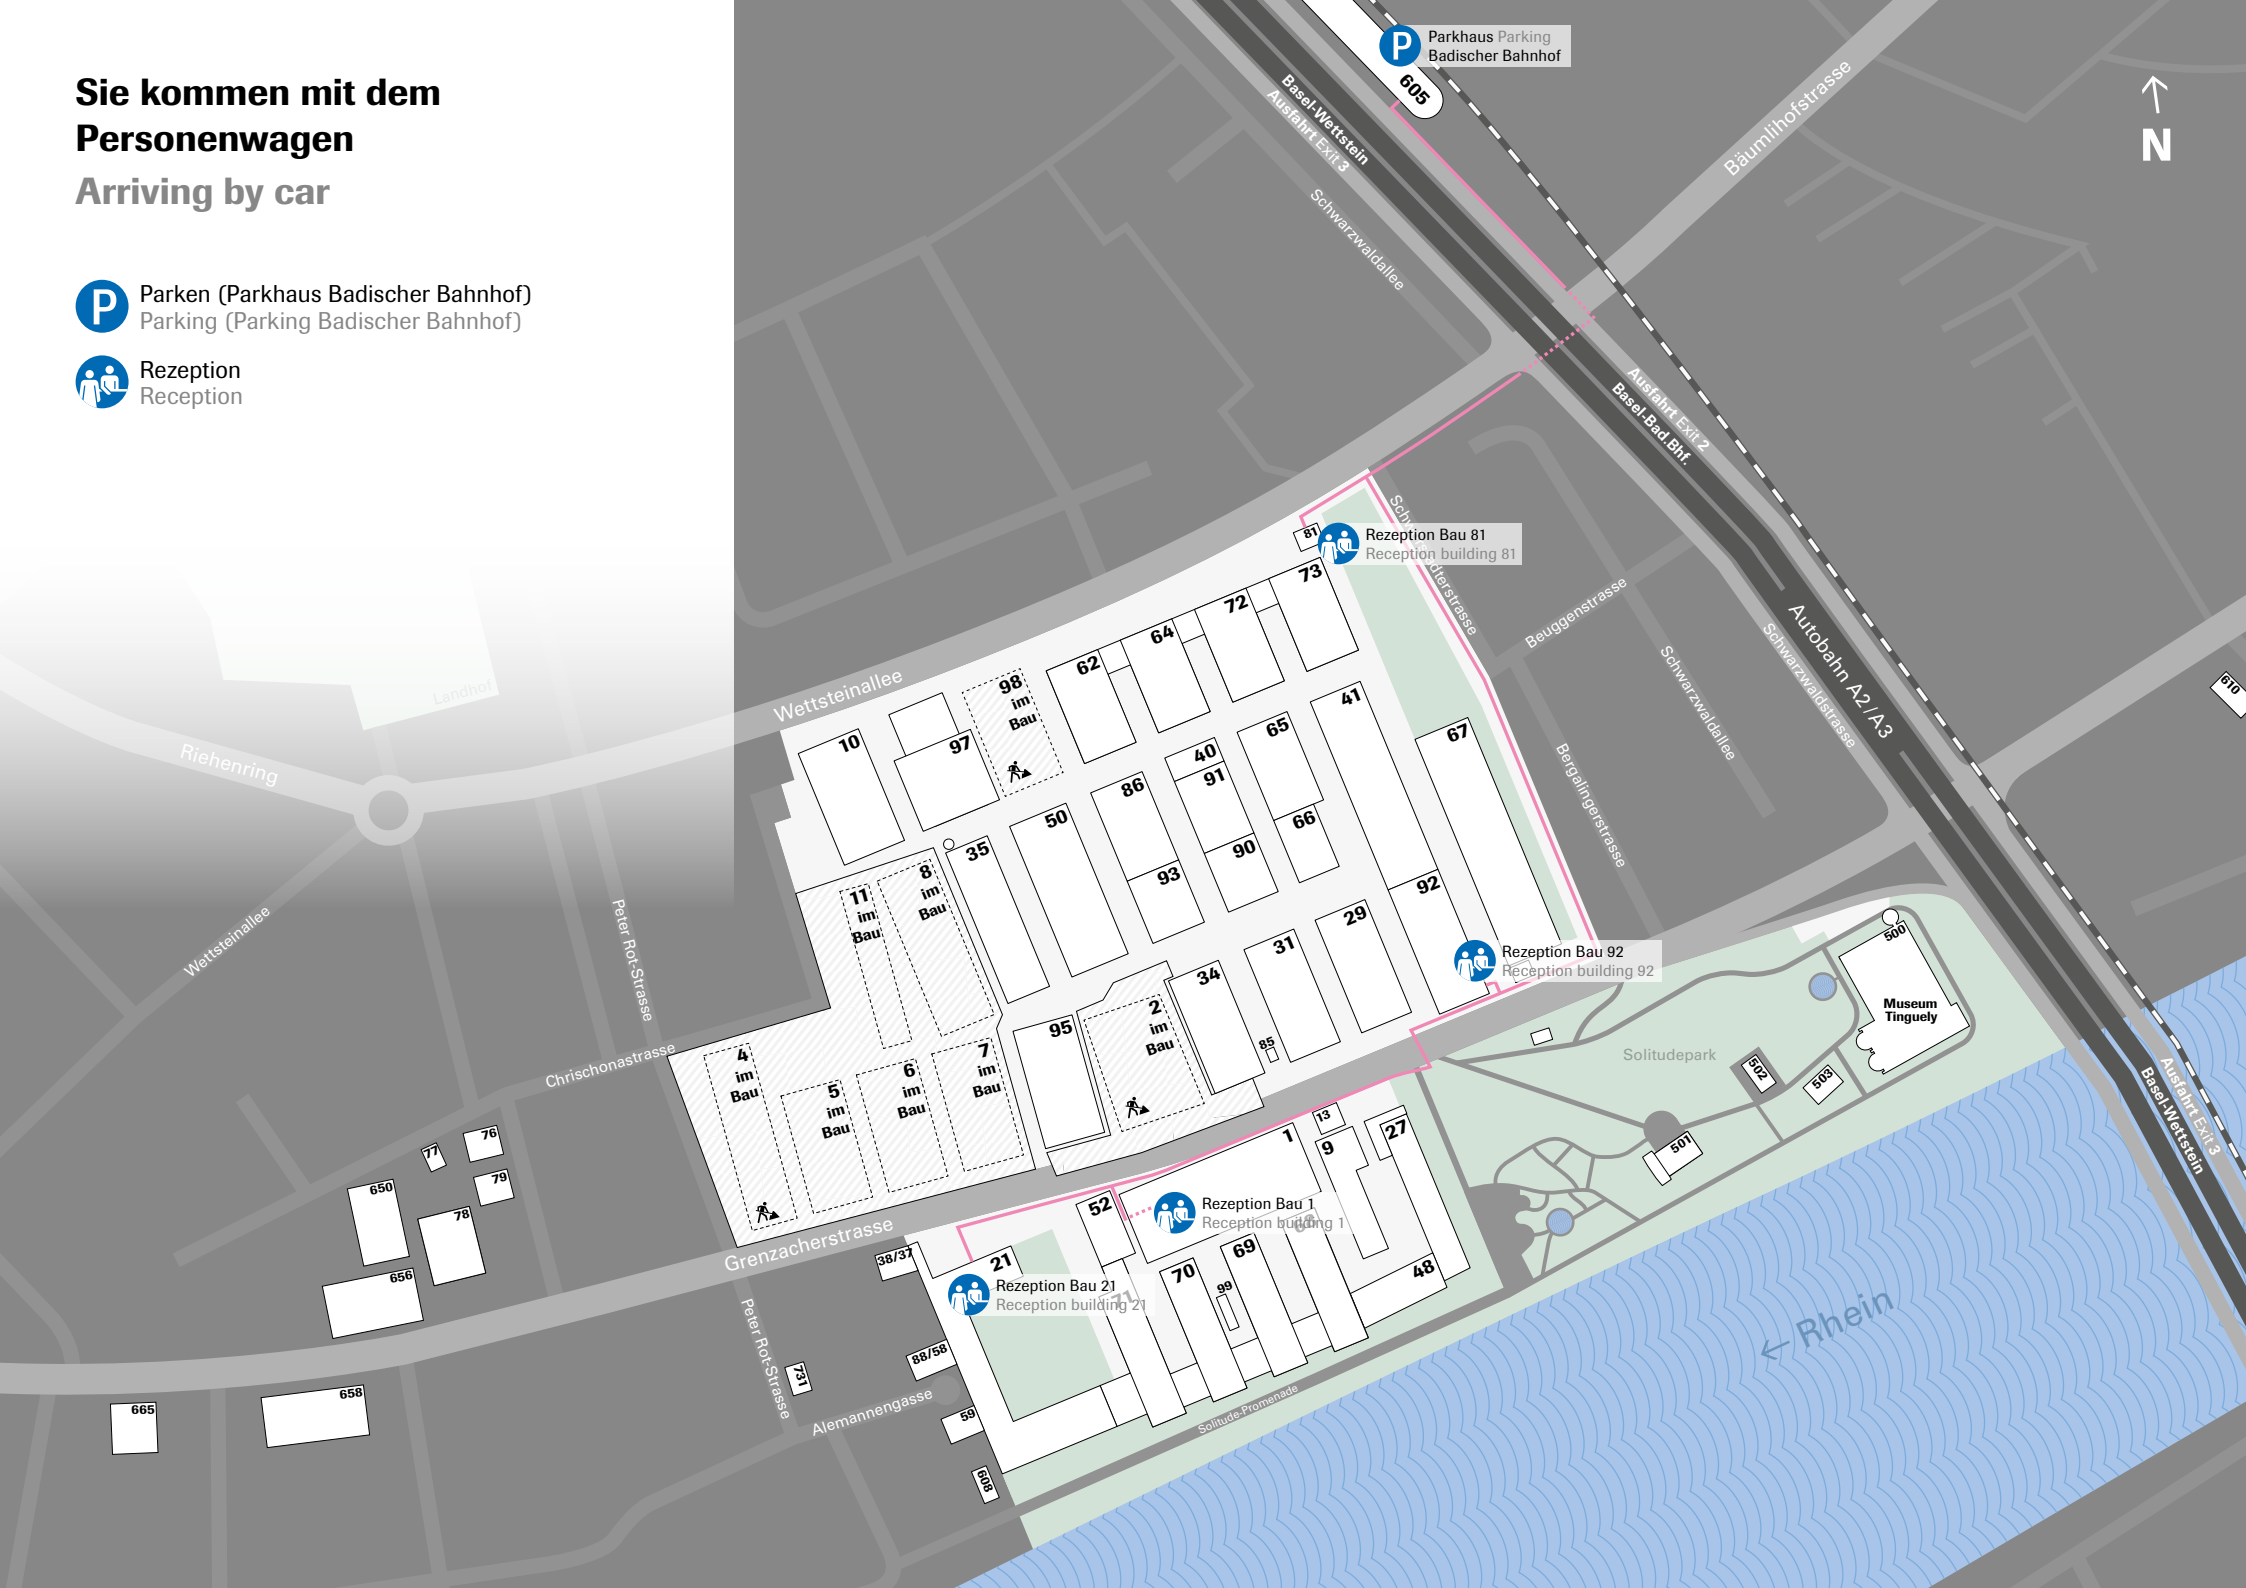 Sie kommen mit dem
Personenwagen
Arriving by car
Parken (Parkhaus Badischer Bahnhof)
Parking (Parking Badischer Bahnhof)
Rezeption
Reception
P
P
Parkhaus Parking
Badischer Bahnhof
605
N
Basel-Wettstein
Ausfahrt Exit 3
Schwarzwaldallee
Bäumlihofstrasse
Ausfahrt Exit 2
Basel-Bad.Bhf.
81
Rezeption Bau 81
Reception building 81
73
72
64
62
98
im
Bau
Beuggenstrasse
Schwarzwaldallee
Schwarzwaldstrasse
Autobahn A2/A3
610
Landhof
Riehenring
Wettsteinallee
10
97
41
67
65
40
91
86
50
66
90
93
35
8
im
Bau
11
im
Bau
Bergalingerstrasse
92
29
31
34
Rezeption Bau 92
Reception building 92
500
Museum
Tinguely
Wettsteinallee
Peter Rot-Strasse
Chrischonastrasse
95
2
im
Bau
85
4
im
Bau
5
im
Bau
6
im
Bau
7
im
Bau
Solitudepark
502
503
501
Ausfahrt Exit 3
Basel-Wettstein
77
76
79
650
78
656
13
1
9
27
52
Rezeption Bau 1
Reception building 1
Grenzacherstrasse
38/37
21
Rezeption Bau 21
Reception building 21
71
70
99
69
68
48
← Rhein
Peter Rot-Strasse
731
88/58
Alemannengasse
59
608
Solitude-Promenade
665
658